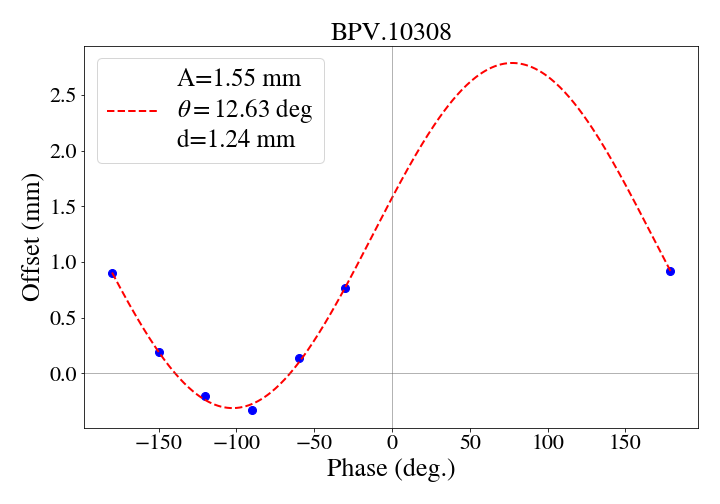 BPV.10308
A=1.55 mm
θ = 12.63 deg
d=1.24 mm
Offset (mm)
2.5
2.0
1.5
1.0
0.5
0.0
−150 −100 −50 0 50 100 150
Phase (deg.)